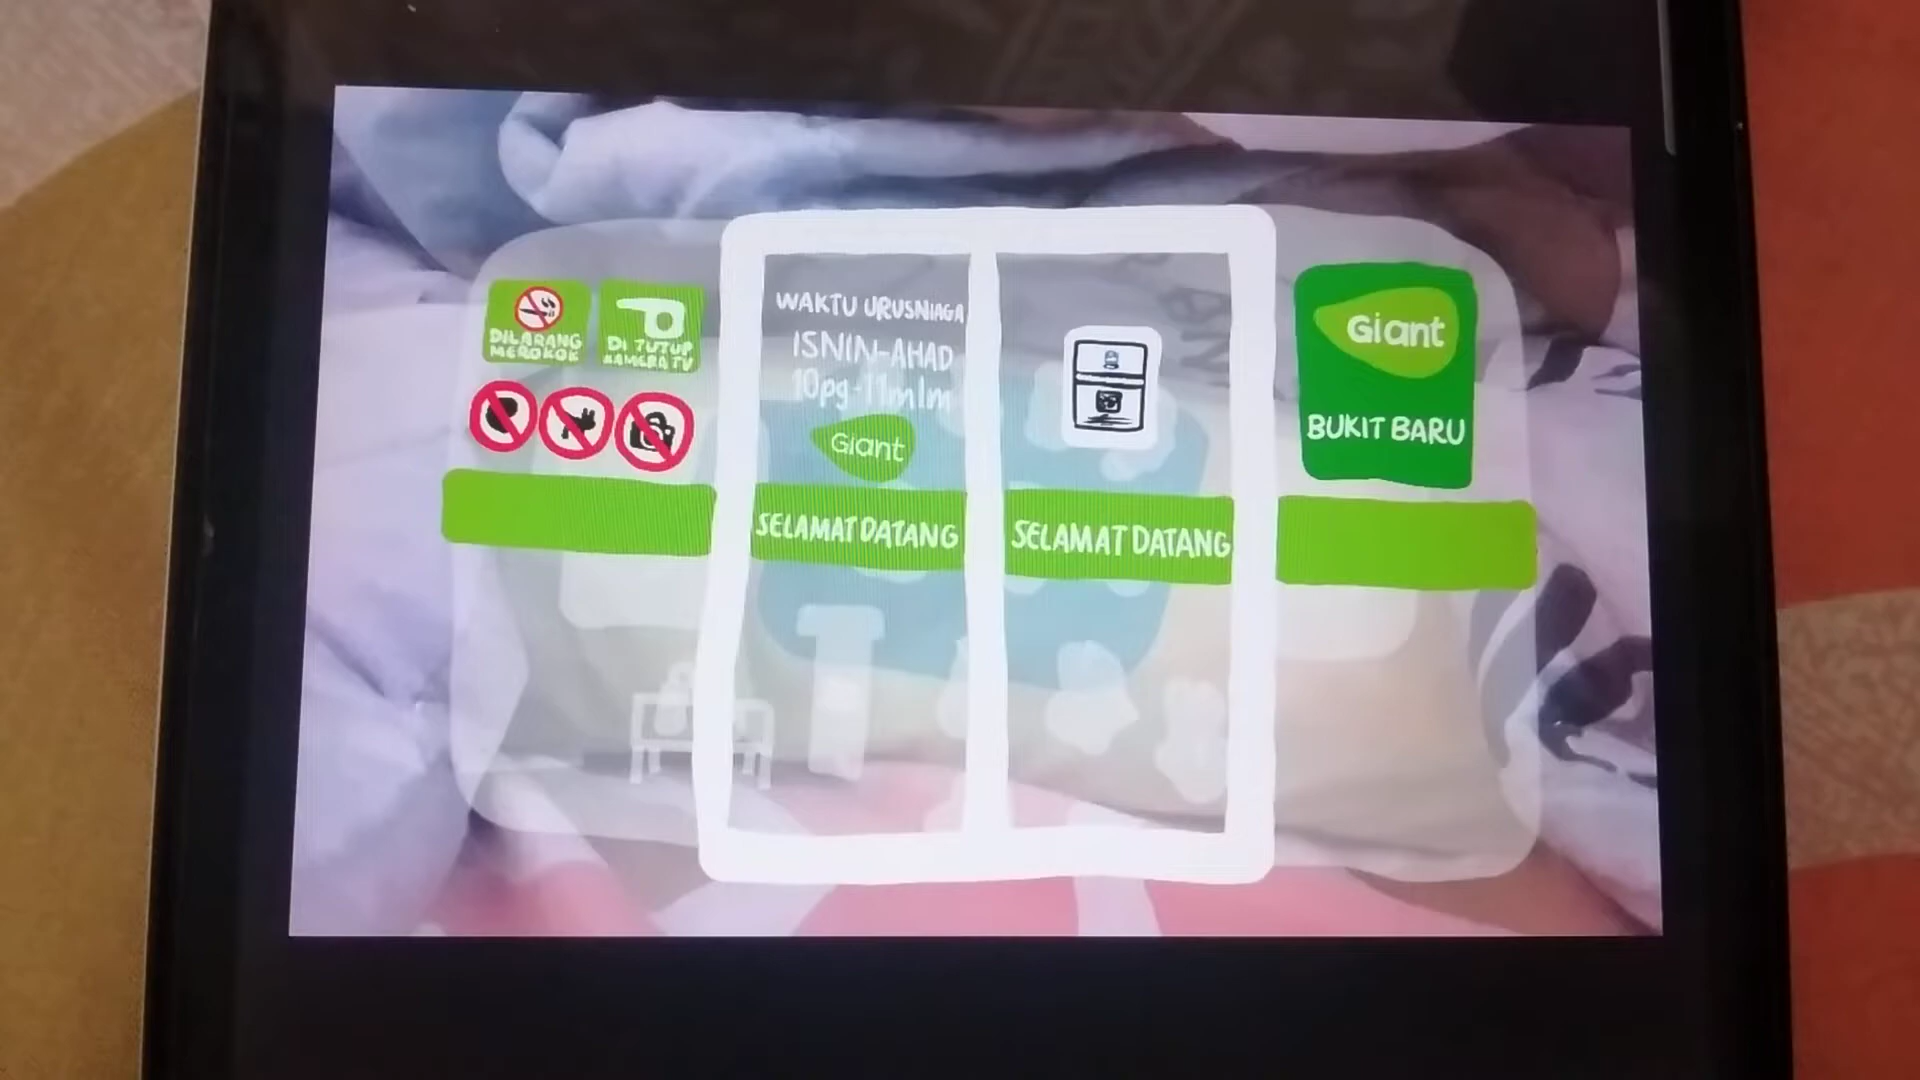 DILARANG
MEROKOK
DI TUTUP
KAMERA TV
WAKTU URUSNIAGA
ISNIN-AHAD
10pg-11mlm
Giant
SELAMAT DATANG
SELAMAT DATANG
Giant
BUKIT BARU